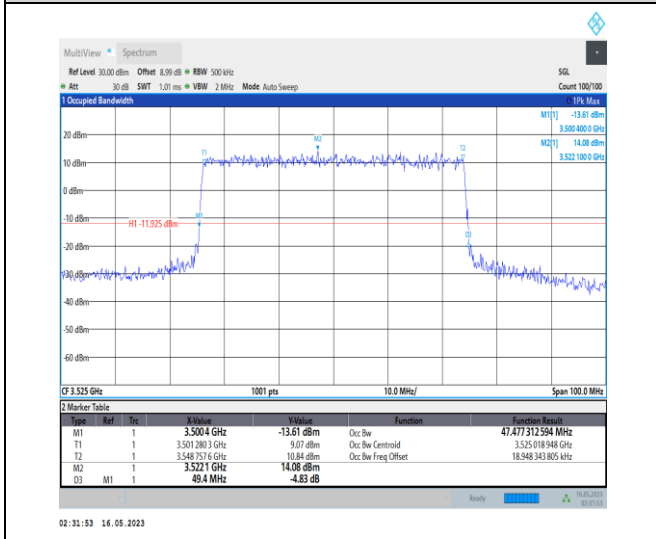 MultiView Spectrum
Ref Level 30.00 dBm Offset 8.99 dB RBW 500 kHz SGL
Att 30 dB SWT 1.01 ms VBW 2 MHz Mode Auto Sweep Count 100/100
1 Occupied Bandwidth 1Pk Max
M1[1] -13.61 dBm
3.500 400 0 GHz
M2[1] 14.08 dBm
3.522 100 0 GHz
20 dBm
M2
T1
T2
10 dBm
0 dBm
-10 dBm
M1
H1 -11.925 dBm
D3
-20 dBm
-30 dBm
-40 dBm
-50 dBm
-60 dBm
CF 3.525 GHz 1001 pts 10.0 MHz/ Span 100.0 MHz
2 Marker Table
Type Ref Trc X-Value Y-Value Function Function Result
M1 1 3.500 4 GHz -13.61 dBm Occ Bw 47.477 312 594 MHz
T1 1 3.501 280 3 GHz 9.07 dBm Occ Bw Centroid 3.525 018 948 GHz
T2 1 3.548 757 6 GHz 10.84 dBm Occ Bw Freq Offset 18.948 343 805 kHz
M2 1 3.522 1 GHz 14.08 dBm
D3 M1 1 49.4 MHz -4.83 dB
Ready 16.05.2023
02:31:53
02:31:53 16.05.2023